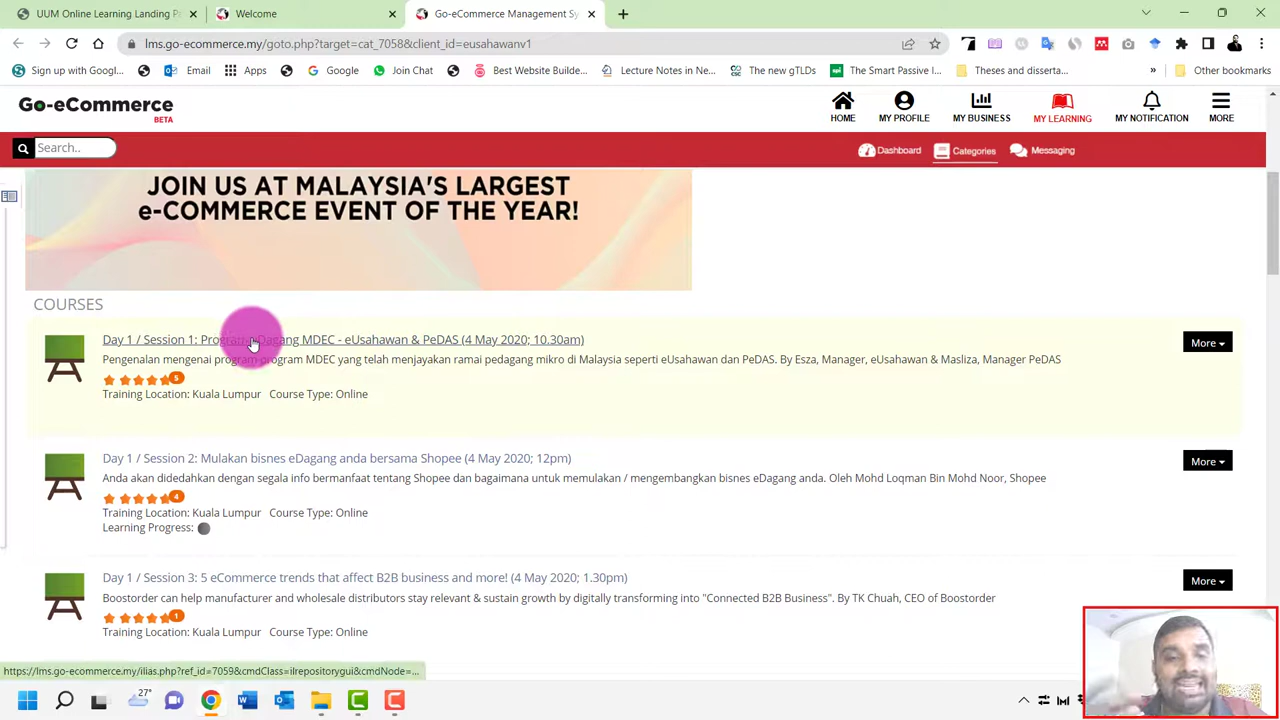 UUM Online Learning Landing P
Welcome
Go-eCommerce Management Sy
lms.go-ecommerce.my/goto.php?target=cat_7058&client_id=eusahawanv1
Sign up with Googl...
Email
Apps
Google
Join Chat
Best Website Builde...
Lecture Notes in Ne...
The new gTLDs
The Smart Passive I...
Theses and disserta...
»
Other bookmarks
Go-eCommerce
BETA
HOME
MY PROFILE
MY BUSINESS
MY LEARNING
MY NOTIFICATION
MORE
Search..
Dashboard
Categories
Messaging
JOIN US AT MALAYSIA'S LARGEST
e-COMMERCE EVENT OF THE YEAR!
COURSES
Day 1 / Session 1: Program eDagang MDEC - eUsahawan & PeDAS (4 May 2020; 10.30am)
More
Pengenalan mengenai program-program MDEC yang telah menjayakan ramai pedagang mikro di Malaysia seperti eUsahawan dan PeDAS. By Esza, Manager, eUsahawan & Masliza, Manager PeDAS
5
Training Location: Kuala Lumpur Course Type: Online
Day 1 / Session 2: Mulakan bisnes eDagang anda bersama Shopee (4 May 2020; 12pm)
More
Anda akan didedahkan dengan segala info bermanfaat tentang Shopee dan bagaimana untuk memulakan / mengembangkan bisnes eDagang anda. Oleh Mohd Loqman Bin Mohd Noor, Shopee
4
Training Location: Kuala Lumpur Course Type: Online
Learning Progress:
Day 1 / Session 3: 5 eCommerce trends that affect B2B business and more! (4 May 2020; 1.30pm)
More
Boostorder can help manufacturer and wholesale distributors stay relevant & sustain growth by digitally transforming into "Connected B2B Business". By TK Chuah, CEO of Boostorder
1
Training Location: Kuala Lumpur Course Type: Online
https://lms.go-ecommerce.my/ilias.php?ref_id=7059&cmdClass=ilrepositorygui&cmdNode=...
27°